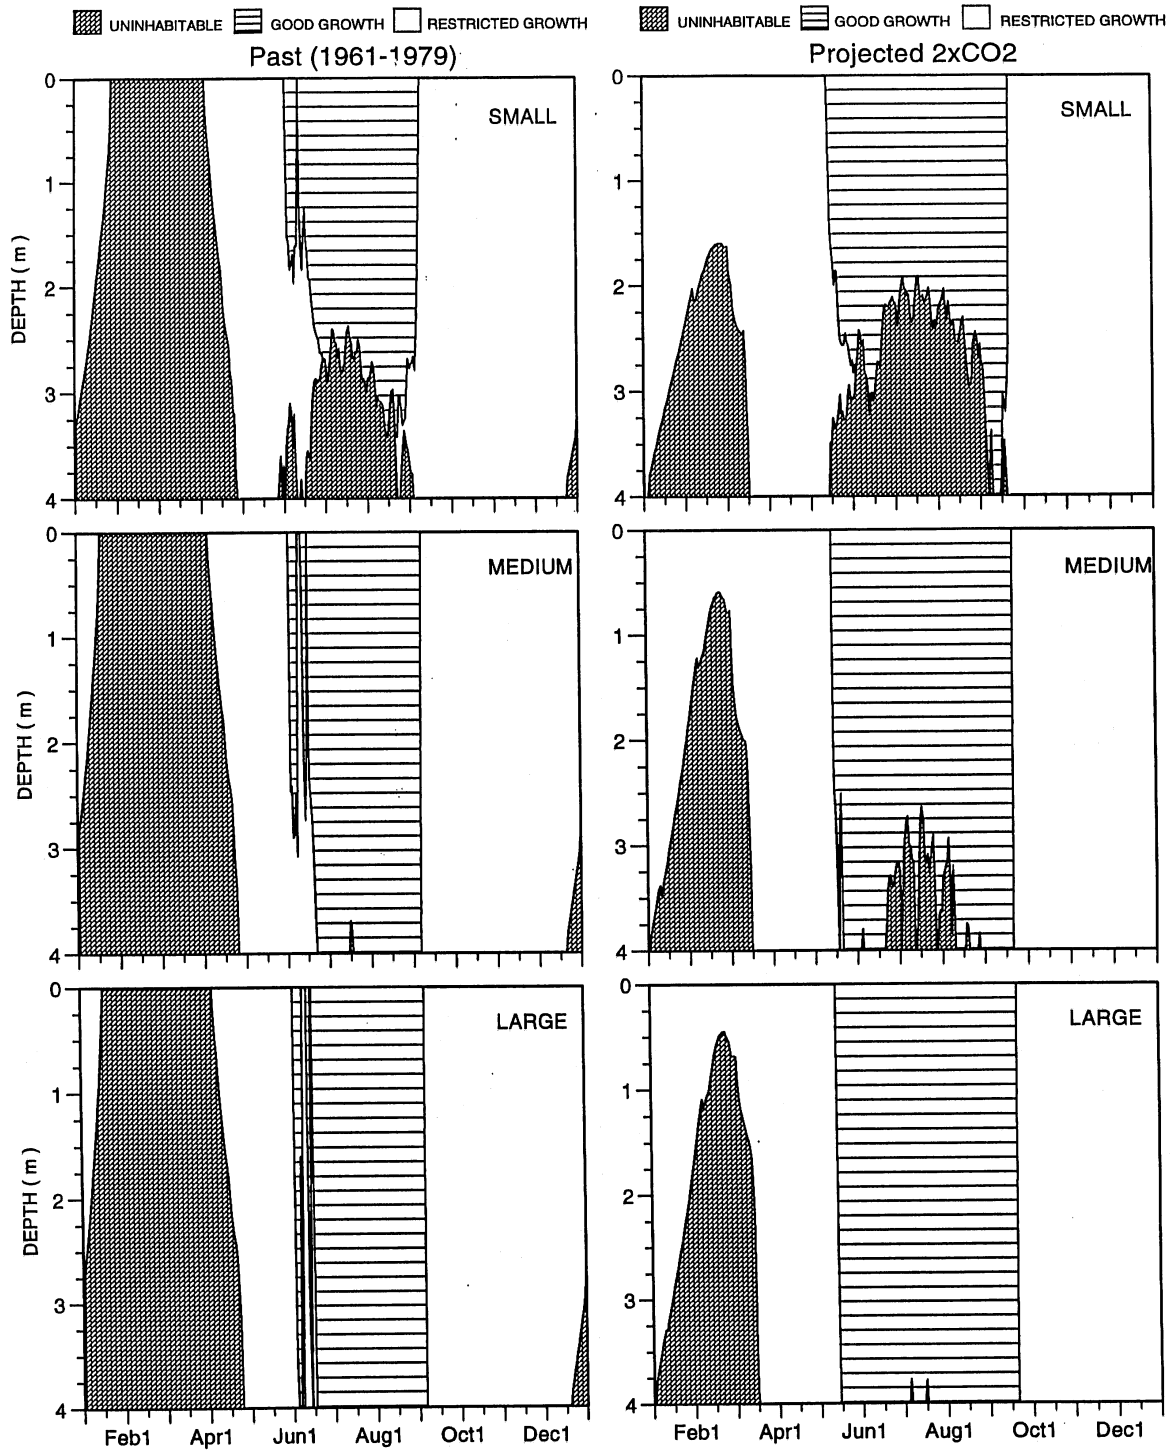 UNINHABITABLE GOOD GROWTH RESTRICTED GROWTH
Past (1961-1979)
0
1
2
3
4
DEPTH ( m )
SMALL
0
1
2
3
4
DEPTH ( m )
MEDIUM
0
1
2
3
4
DEPTH ( m )
LARGE
Feb1 Apr1 Jun1 Aug1 Oct1 Dec1
UNINHABITABLE GOOD GROWTH RESTRICTED GROWTH
Projected 2xCO2
0
1
2
3
4
SMALL
0
1
2
3
4
MEDIUM
0
1
2
3
4
LARGE
Feb1 Apr1 Jun1 Aug1 Oct1 Dec1